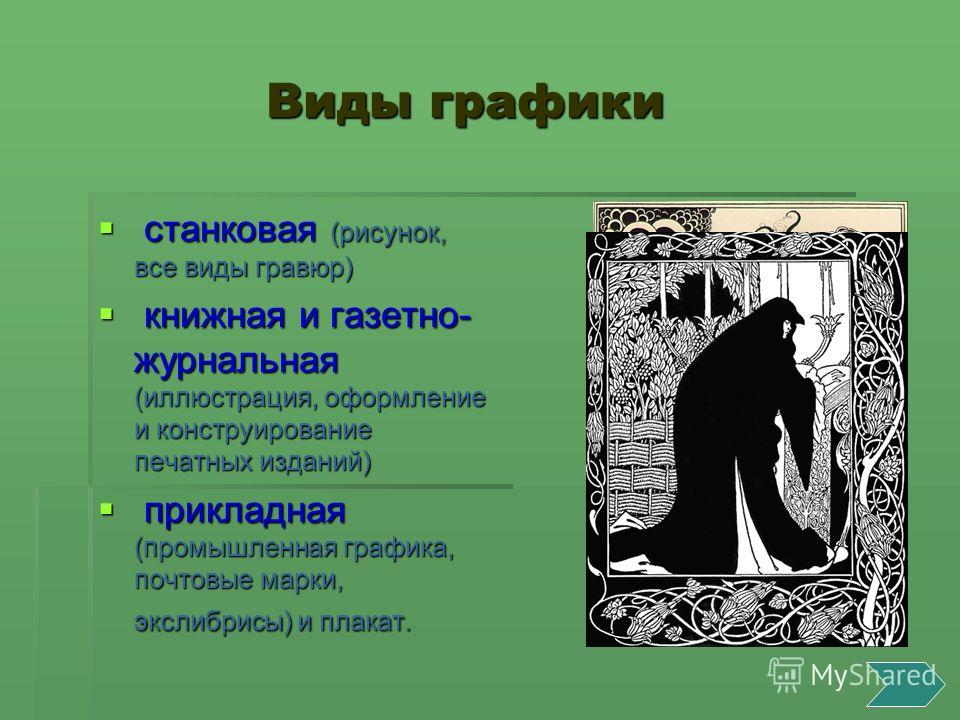 Виды графики
станковая (рисунок,
все виды гравюр)
книжная и газетно-
журнальная
(иллюстрация, оформление
и конструирование
печатных изданий)
прикладная
(промышленная графика,
почтовые марки,
экслибрисы) и плакат.
MyShared